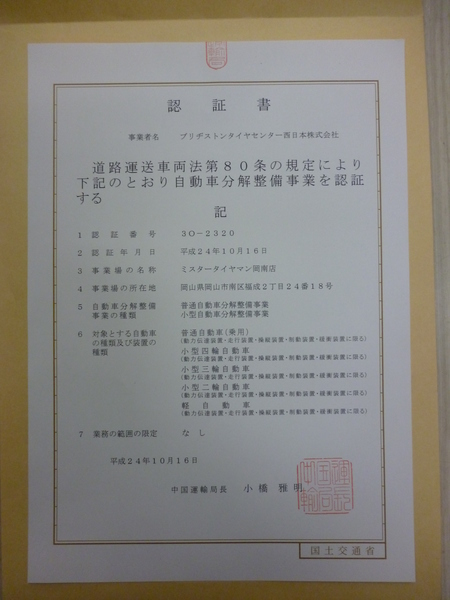 認証書
事業者名 ブリヂストンタイヤセンター西日本株式会社
道路運送車両法第80条の規定により
下記のとおり自動車分解整備事業を認証
する
記
1 認証番号 30-2320
2 認証年月日 平成24年10月16日
3 事業場の名称 ミスタータイヤマン岡南店
4 事業場の所在地 岡山県岡山市南区福成2丁目24番18号
5 自動車分解整備 普通自動車分解整備事業
事業の種類 小型自動車分解整備事業
6 対象とする自動車 普通自動車(乗用)
の種類及び装置の (動力伝達装置・走行装置・操縦装置・制動装置・緩衝装置に限る)
種類 小型四輪自動車
(動力伝達装置・走行装置・操縦装置・制動装置・緩衝装置に限る)
小型三輪自動車
(動力伝達装置・走行装置・操縦装置・制動装置・緩衝装置に限る)
小型二輪自動車
(動力伝達装置・走行装置・操縦装置・制動装置・緩衝装置に限る)
軽自動車
(動力伝達装置・走行装置・操縦装置・制動装置・緩衝装置に限る)
7 業務の範囲の限定 なし
平成24年10月16日
中国運輸局長 小橋雅明
国土交通省